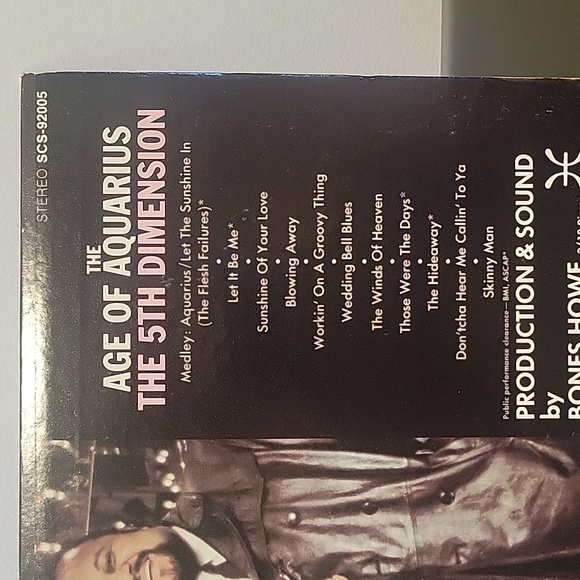 STEREO SCS-92005
THE
AGE OF AQUARIUS
THE 5TH DIMENSION
Medley: Aquarius/Let The Sunshine In
(The Flesh Failures)*
•
Let It Be Me*
•
Sunshine Of Your Love
•
Blowing Away
•
Workin' On A Groovy Thing
•
Wedding Bell Blues
•
The Winds Of Heaven
•
Those Were The Days*
•
The Hideaway*
•
Don'tcha Hear Me Callin' To Ya
•
Skinny Man
Public performance clearance—BMI, ASCAP*
PRODUCTION & SOUND
by
BONES HOWE